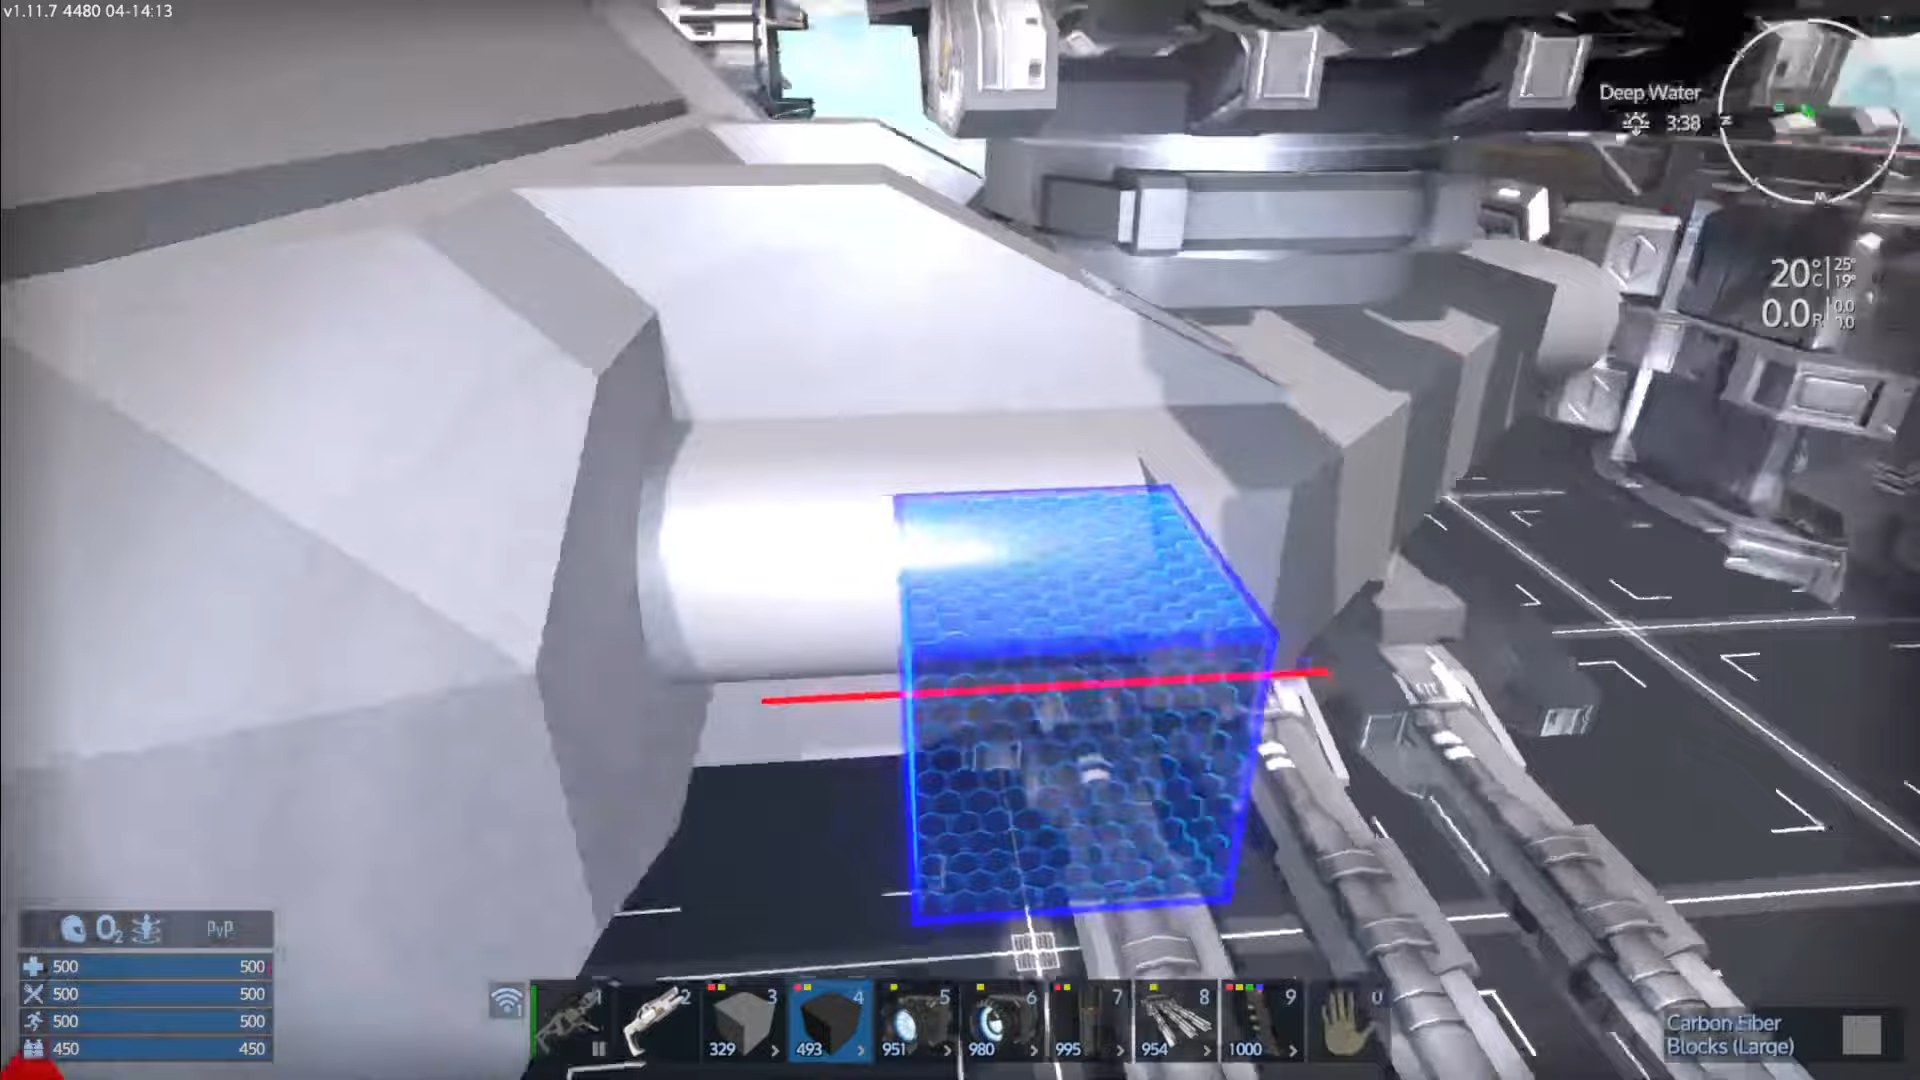 v1.11.7 4480 04-14:13
Deep Water
3:38
20°C 25° 19°
0.0R 0.0 0.0
O2 PvP
500 500
500 500
500 500
450 450
1
1 2 3 4 5 6 7 8 9 0
329 493 951 980 995 954 1000
Carbon Fiber
Blocks (Large)